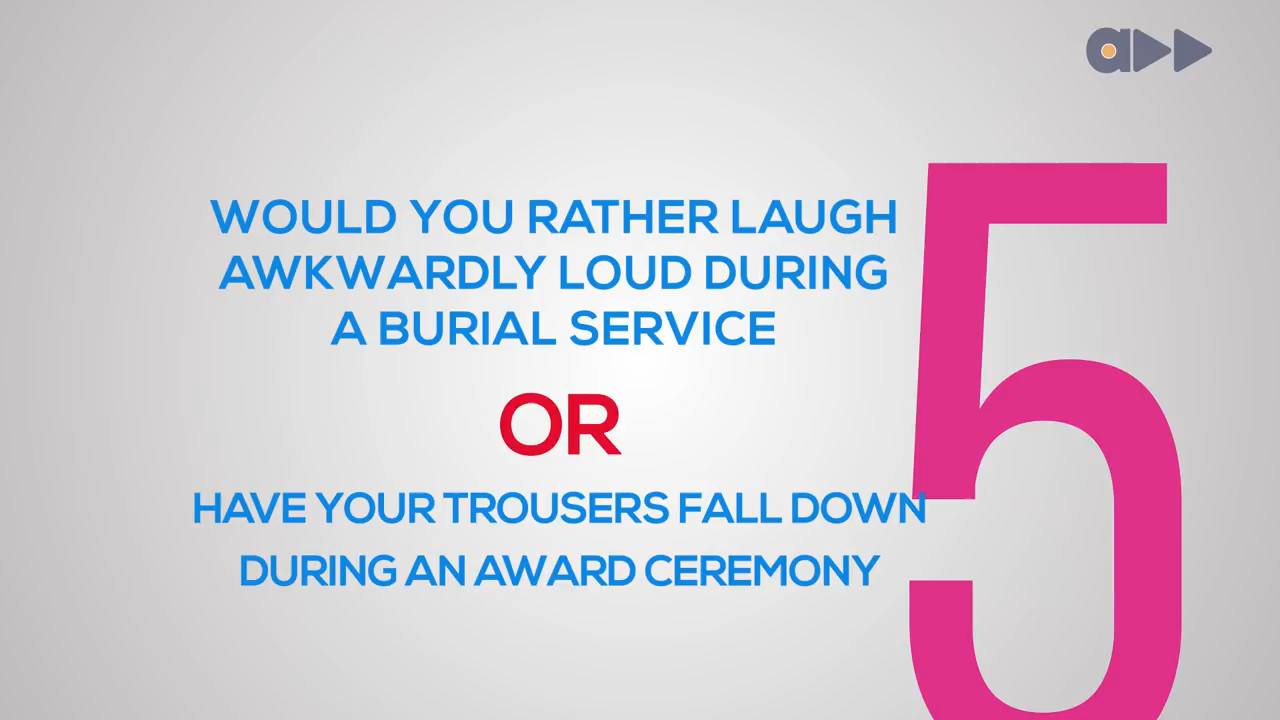 WOULD YOU RATHER LAUGH
AWKWARDLY LOUD DURING
A BURIAL SERVICE
OR
HAVE YOUR TROUSERS FALL DOWN
DURING AN AWARD CEREMONY
5
a